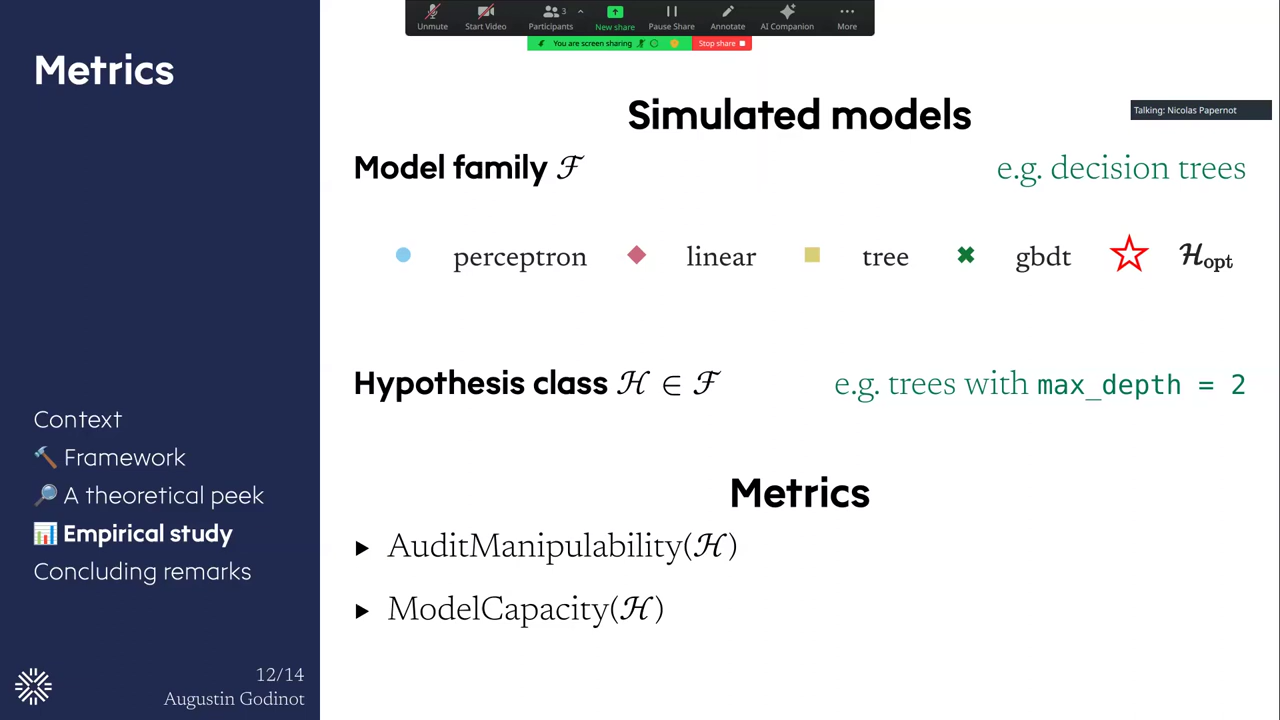 Unmute
Start Video
3
Participants
New share
Pause Share
Annotate
AI Companion
More
You are screen sharing
Stop share
Talking: Nicolas Papernot
Metrics
Context
🔨 Framework
🔎 A theoretical peek
📊 Empirical study
Concluding remarks
12/14
Augustin Godinot
Simulated models
Model family ℱ e.g. decision trees
perceptron linear tree gbdt ℋopt
Hypothesis class ℋ ∈ ℱ e.g. trees with max_depth = 2
Metrics
▶ AuditManipulability(ℋ)
▶ ModelCapacity(ℋ)